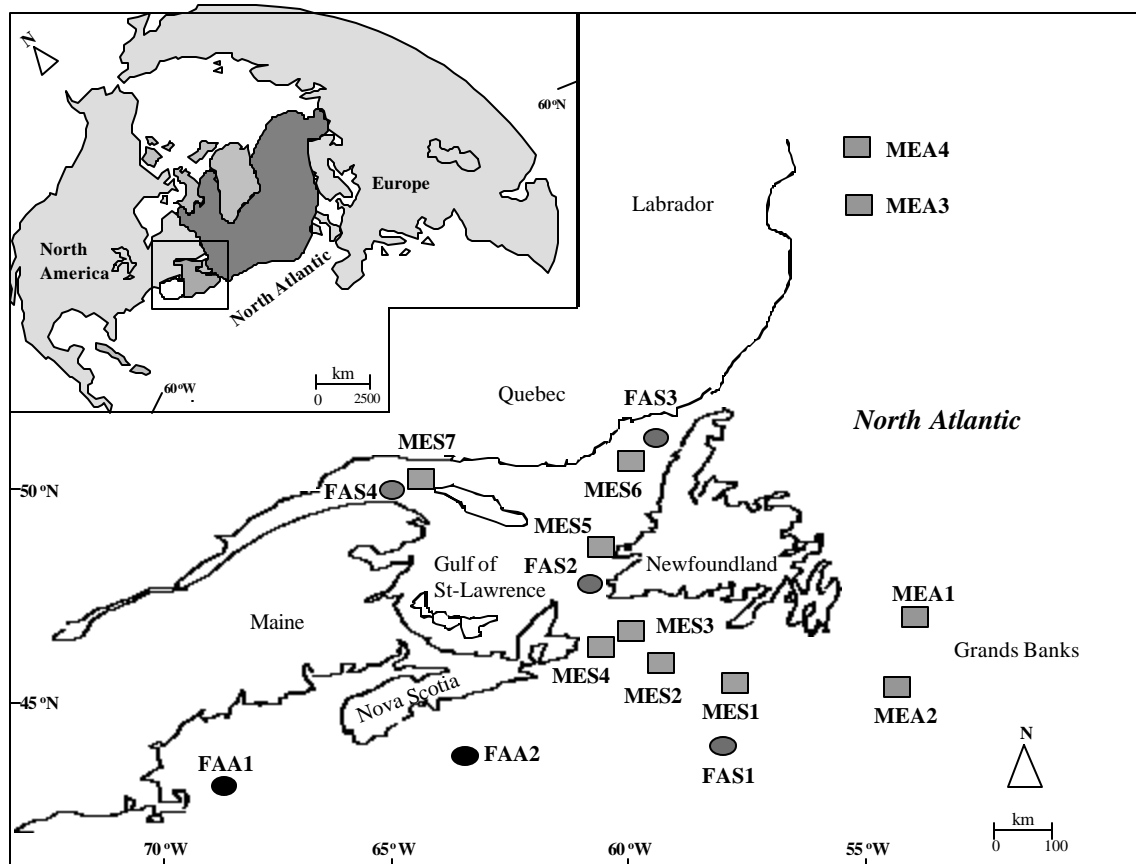 N
60°N
Europe
North
America
North Atlantic
60°W
km
0 2500
MEA4
MEA3
Labrador
Quebec
FAS3
North Atlantic
MES7
MES6
FAS4
50°N
MES5
FAS2
Gulf of
St-Lawrence
Newfoundland
MEA1
Maine
MES3
Grands Banks
MES4
MES2
Nova Scotia
45°N
MES1
MEA2
N
FAA2
FAS1
FAA1
km
0 100
70°W 65°W 60°W 55°W